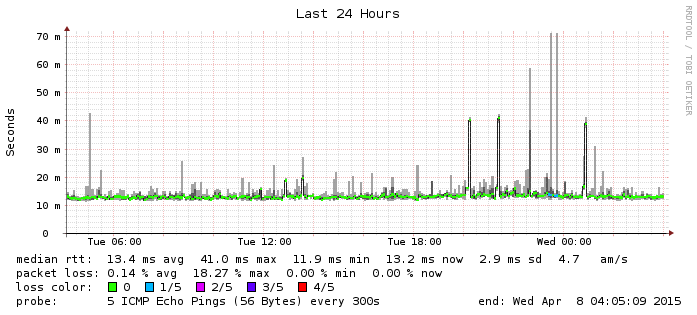 Last 24 Hours
RRDTOOL / TOBI OETIKER
Seconds
70 m
60 m
50 m
40 m
30 m
20 m
10 m
0
Tue 06:00 Tue 12:00 Tue 18:00 Wed 00:00
median rtt: 13.4 ms avg 41.0 ms max 11.9 ms min 13.2 ms now 2.9 ms sd 4.7 am/s
packet loss: 0.14 % avg 18.27 % max 0.00 % min 0.00 % now
loss color: 0 1/5 2/5 3/5 4/5
probe: 5 ICMP Echo Pings (56 Bytes) every 300s end: Wed Apr 8 04:05:09 2015